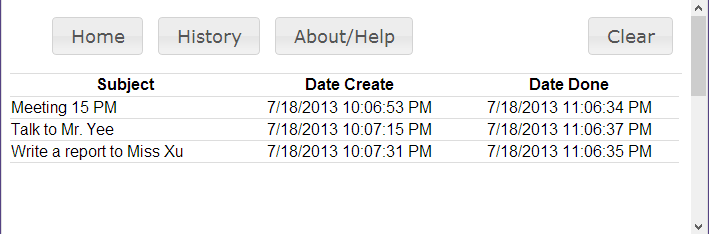 Home History About/Help Clear
Subject Date Create Date Done
Meeting 15 PM 7/18/2013 10:06:53 PM 7/18/2013 11:06:34 PM
Talk to Mr. Yee 7/18/2013 10:07:15 PM 7/18/2013 11:06:37 PM
Write a report to Miss Xu 7/18/2013 10:07:31 PM 7/18/2013 11:06:35 PM